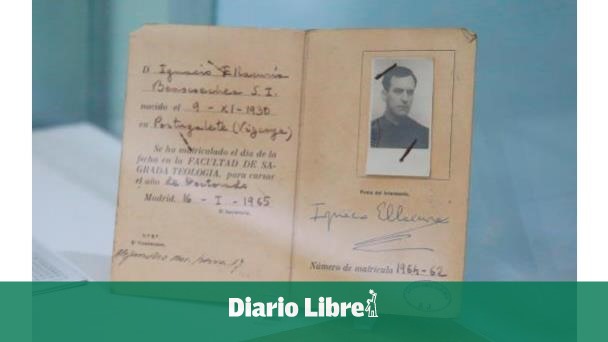 D. Ignacio Ellacuría
Beascoechea S. I.
nacido el 9 - XI - 1930
en Portugalete (Vizcaya)
Se ha matriculado el día de la
fecha en la FACULTAD DE SA-
GRADA TEOLOGIA, para cursar
el año de Doctorado
Madrid, 16 - I - 1965
El Secretario,
Vº Bº
Firma del interesado,
Ignacio Ellacuría
Número de matrícula 1964-62
Diario Libre